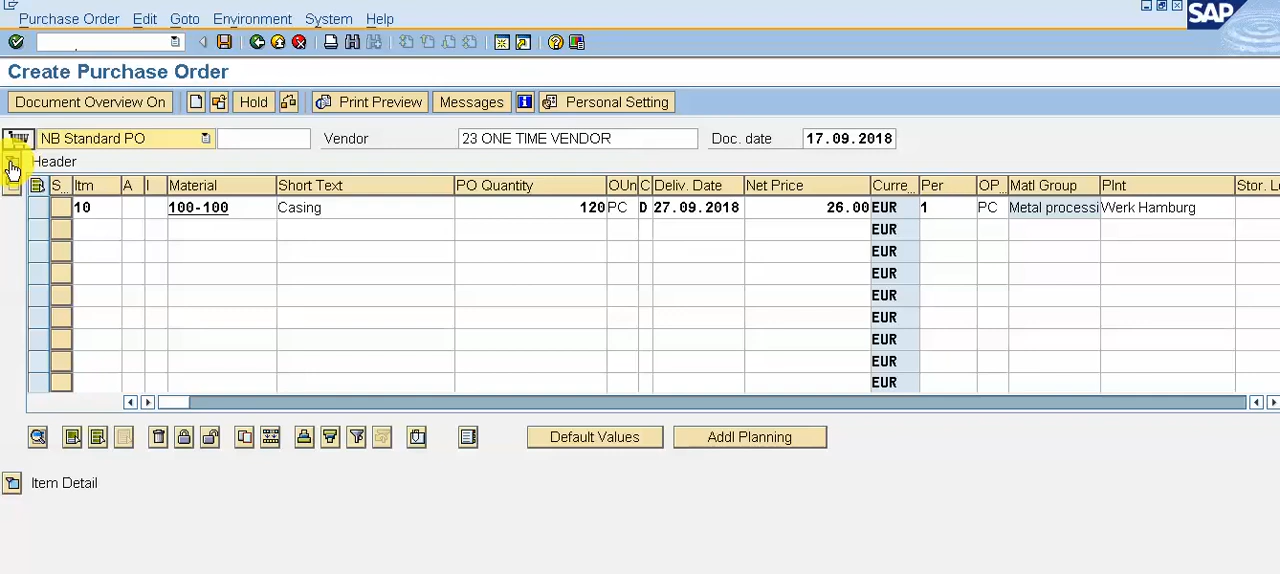 Purchase Order Edit Goto Environment System Help
SAP
Create Purchase Order
Document Overview On Hold Print Preview Messages Personal Setting
NB Standard PO Vendor 23 ONE TIME VENDOR Doc. date 17.09.2018
Header
S.. Itm A I Material Short Text PO Quantity OUn C Deliv. Date Net Price Curre.. Per OP.. Matl Group Plnt Stor. L
10 100-100 Casing 120 PC D 27.09.2018 26.00 EUR 1 PC Metal processi Werk Hamburg
EUR
EUR
EUR
EUR
EUR
EUR
EUR
EUR
Default Values Addl Planning
Item Detail